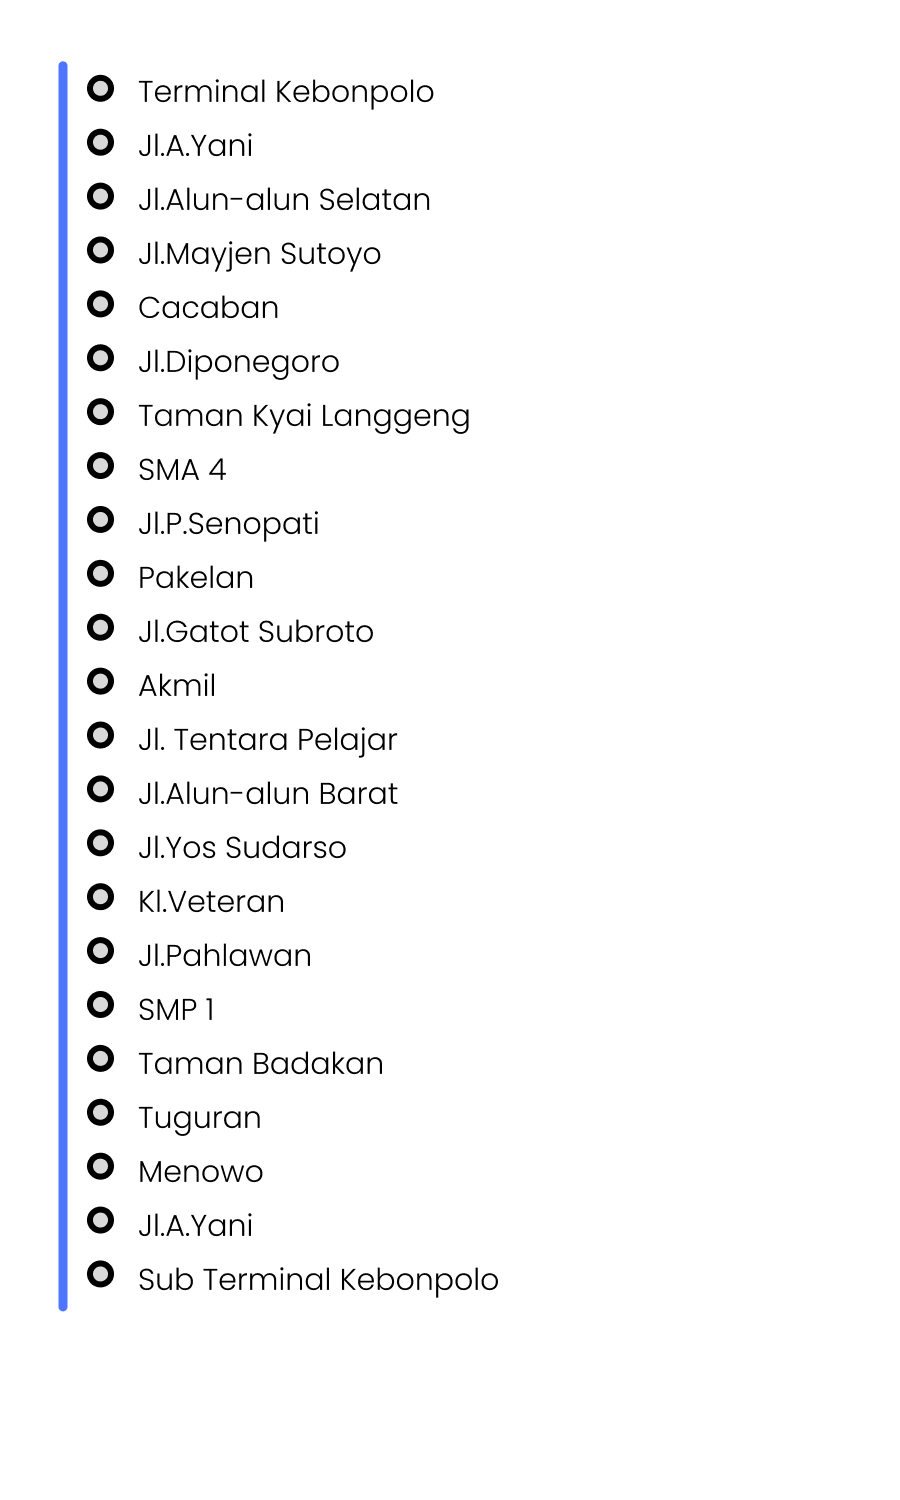 Terminal Kebonpolo
Jl.A.Yani
Jl.Alun-alun Selatan
Jl.Mayjen Sutoyo
Cacaban
Jl.Diponegoro
Taman Kyai Langgeng
SMA 4
Jl.P.Senopati
Pakelan
Jl.Gatot Subroto
Akmil
Jl. Tentara Pelajar
Jl.Alun-alun Barat
Jl.Yos Sudarso
Kl.Veteran
Jl.Pahlawan
SMP 1
Taman Badakan
Tuguran
Menowo
Jl.A.Yani
Sub Terminal Kebonpolo